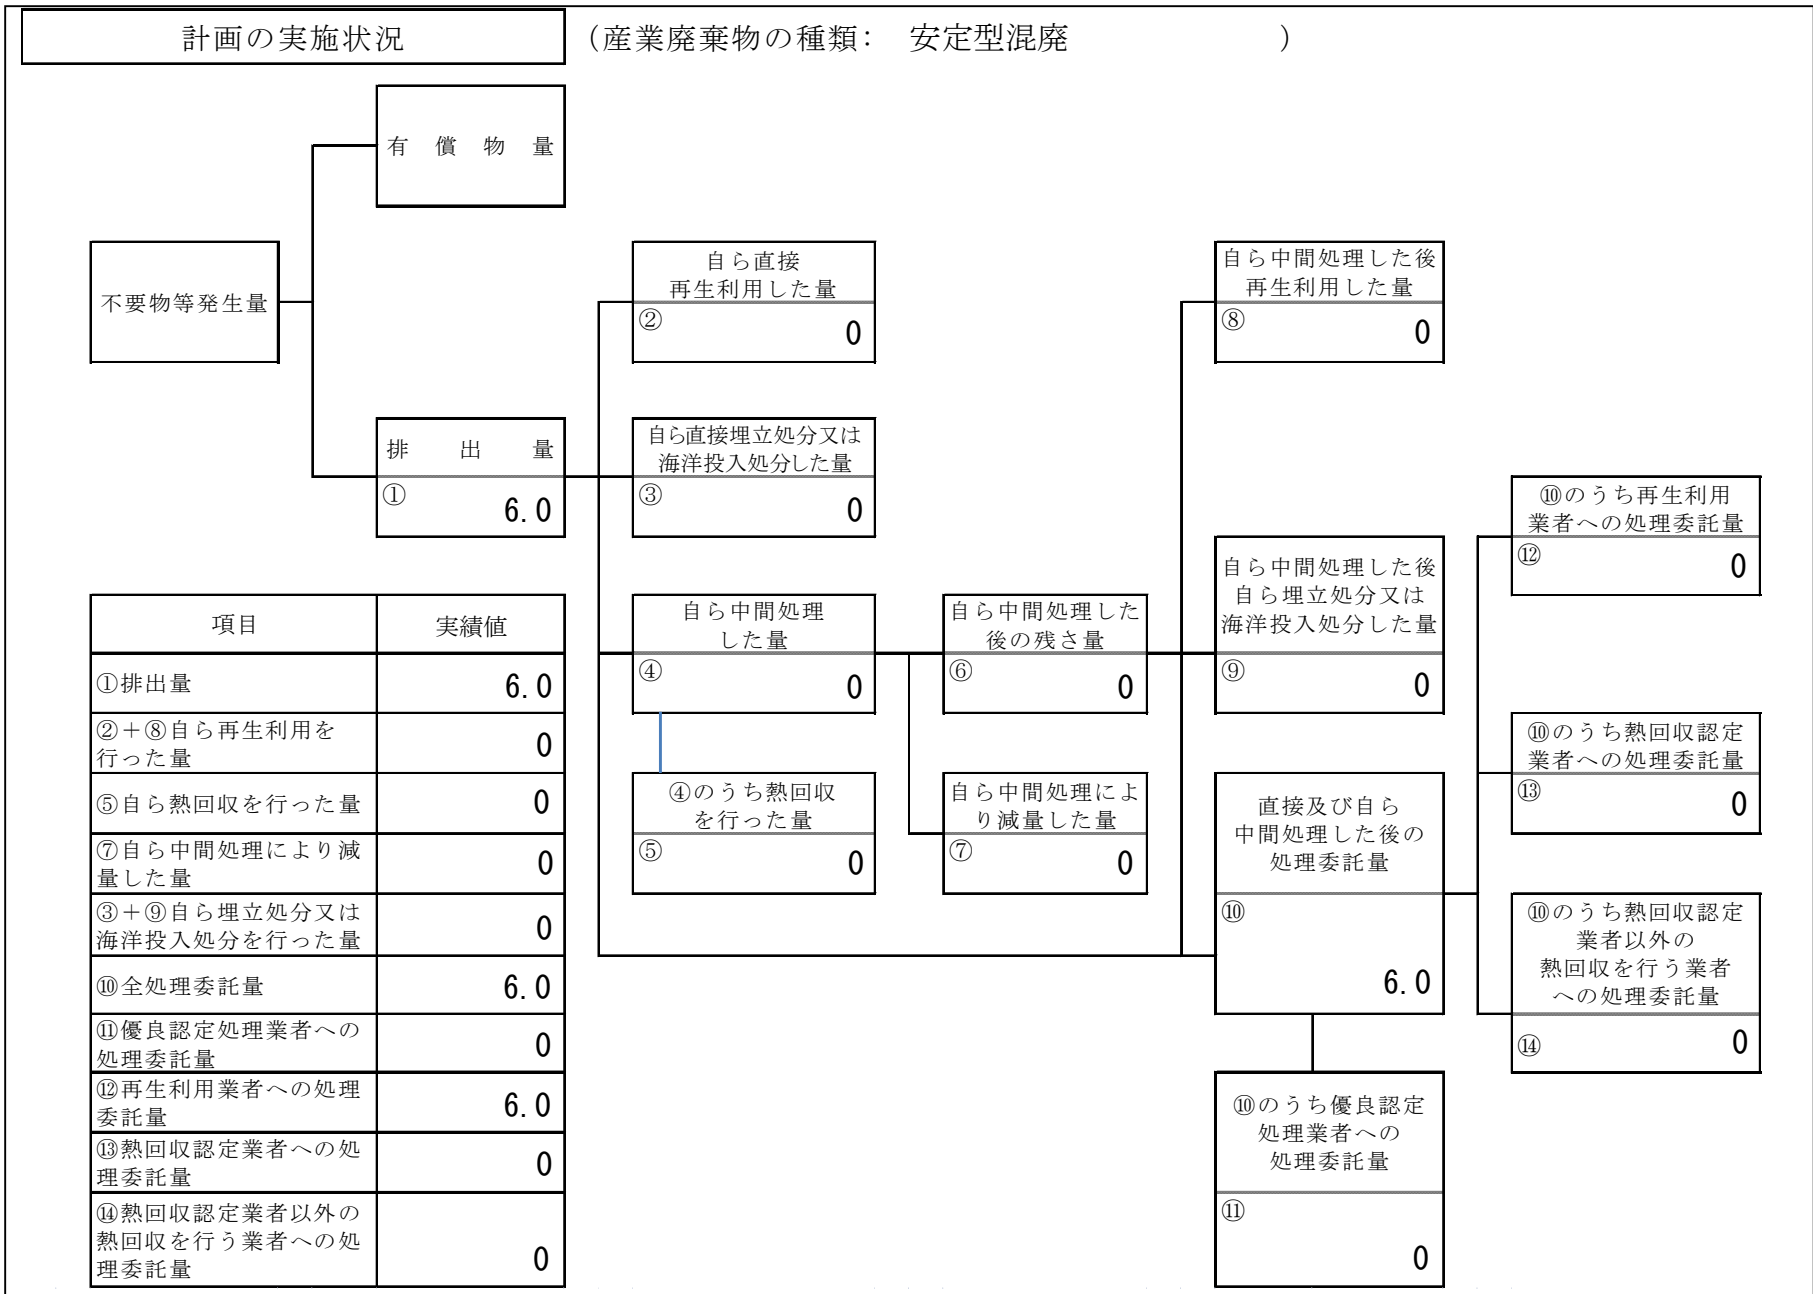 計画の実施状況
（産業廃棄物の種類： 安定型混廃 ）
有償物量
不要物等発生量
排出量
①
6.0
自ら直接
再生利用した量
②
0
自ら直接埋立処分又は
海洋投入処分した量
③
0
自ら中間処理
した量
④
0
④のうち熱回収
を行った量
⑤
0
自ら中間処理した
後の残さ量
⑥
0
自ら中間処理によ
り減量した量
⑦
0
自ら中間処理した後
再生利用した量
⑧
0
自ら中間処理した後
自ら埋立処分又は
海洋投入処分した量
⑨
0
直接及び自ら
中間処理した後の
処理委託量
⑩
6.0
⑩のうち優良認定
処理業者への
処理委託量
⑪
0
⑩のうち再生利用
業者への処理委託量
⑫
0
⑩のうち熱回収認定
業者への処理委託量
⑬
0
⑩のうち熱回収認定
業者以外の
熱回収を行う業者
への処理委託量
⑭
0
項目 実績値
①排出量 6.0
②＋⑧自ら再生利用を
行った量 0
⑤自ら熱回収を行った量 0
⑦自ら中間処理により減
量した量 0
③＋⑨自ら埋立処分又は
海洋投入処分を行った量 0
⑩全処理委託量 6.0
⑪優良認定処理業者への
処理委託量 0
⑫再生利用業者への処理
委託量 6.0
⑬熱回収認定業者への処
理委託量 0
⑭熱回収認定業者以外の
熱回収を行う業者への処
理委託量 0